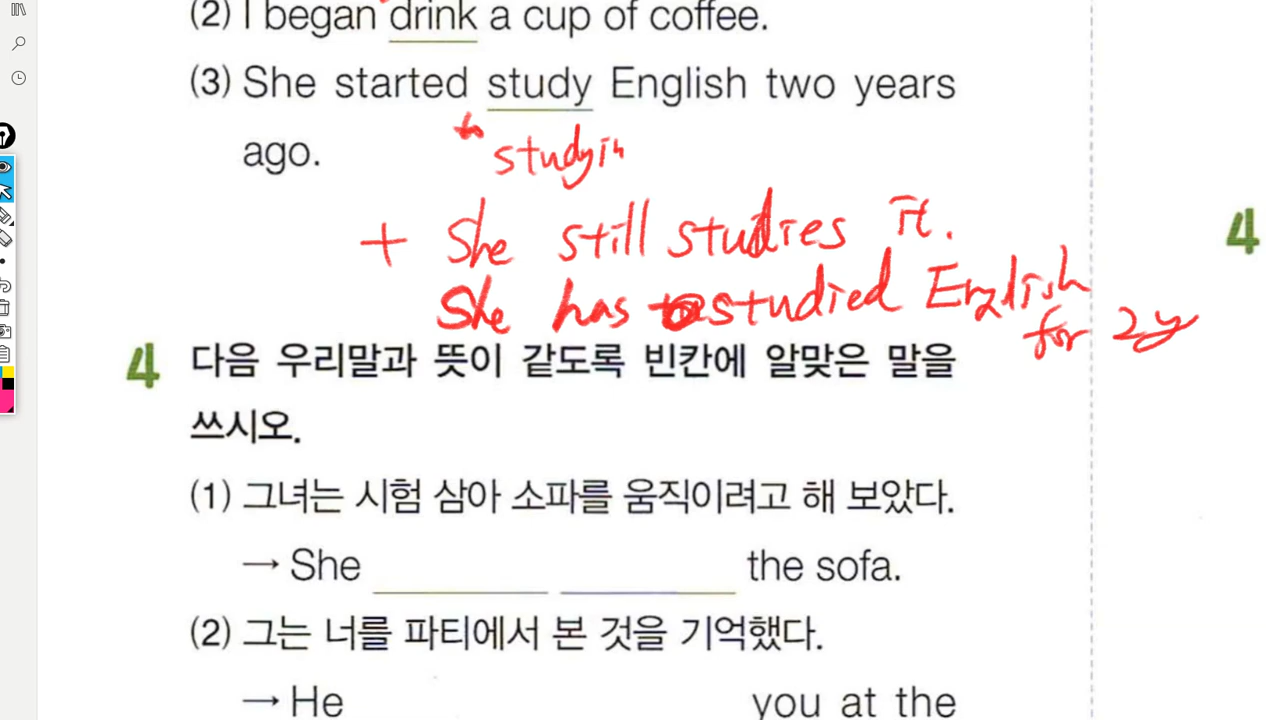 (2) I began drink a cup of coffee.
(3) She started study English two years
ago.
to studyin
+ She still studies it.
She has studied English
for 2y
4 다음 우리말과 뜻이 같도록 빈칸에 알맞은 말을
쓰시오.
(1) 그녀는 시험 삼아 소파를 움직이려고 해 보았다.
→ She the sofa.
(2) 그는 너를 파티에서 본 것을 기억했다.
→ He you at the
4